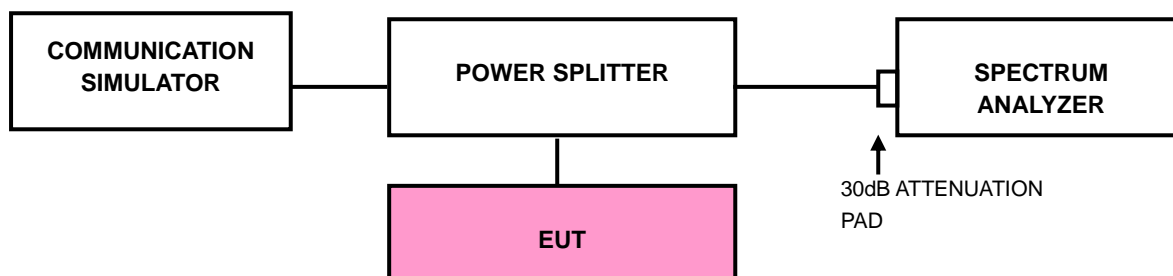 COMMUNICATION
SIMULATOR
POWER SPLITTER
SPECTRUM
ANALYZER
30dB ATTENUATION
PAD
EUT